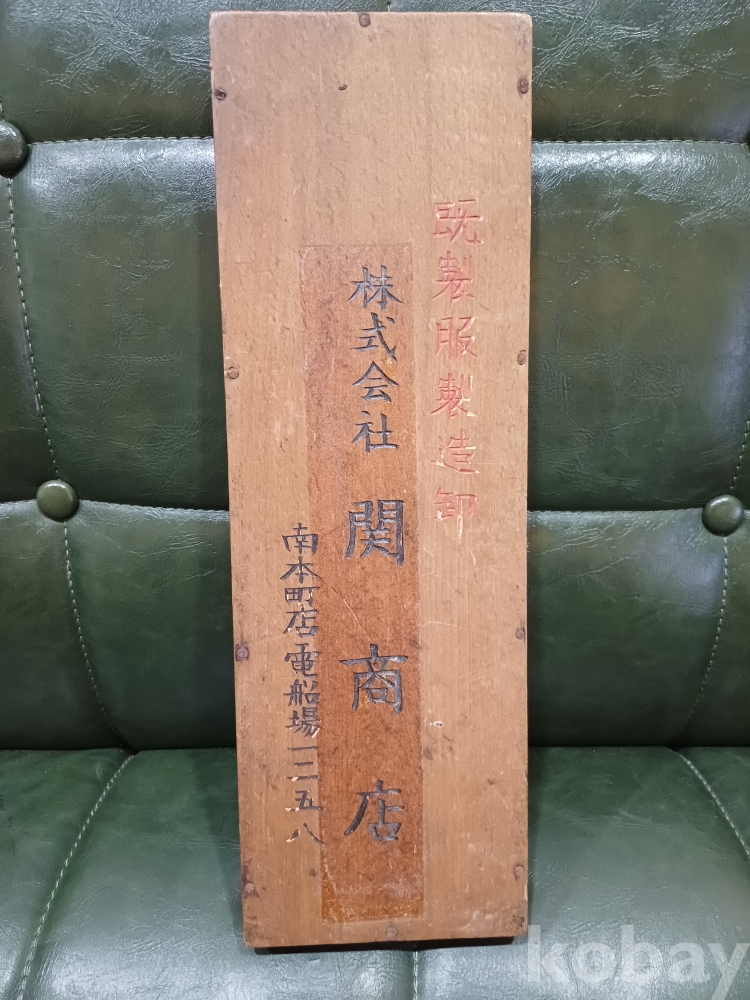 既製服製造卸
株式会社 関商店
南本町店 電船場一二五八
kobay